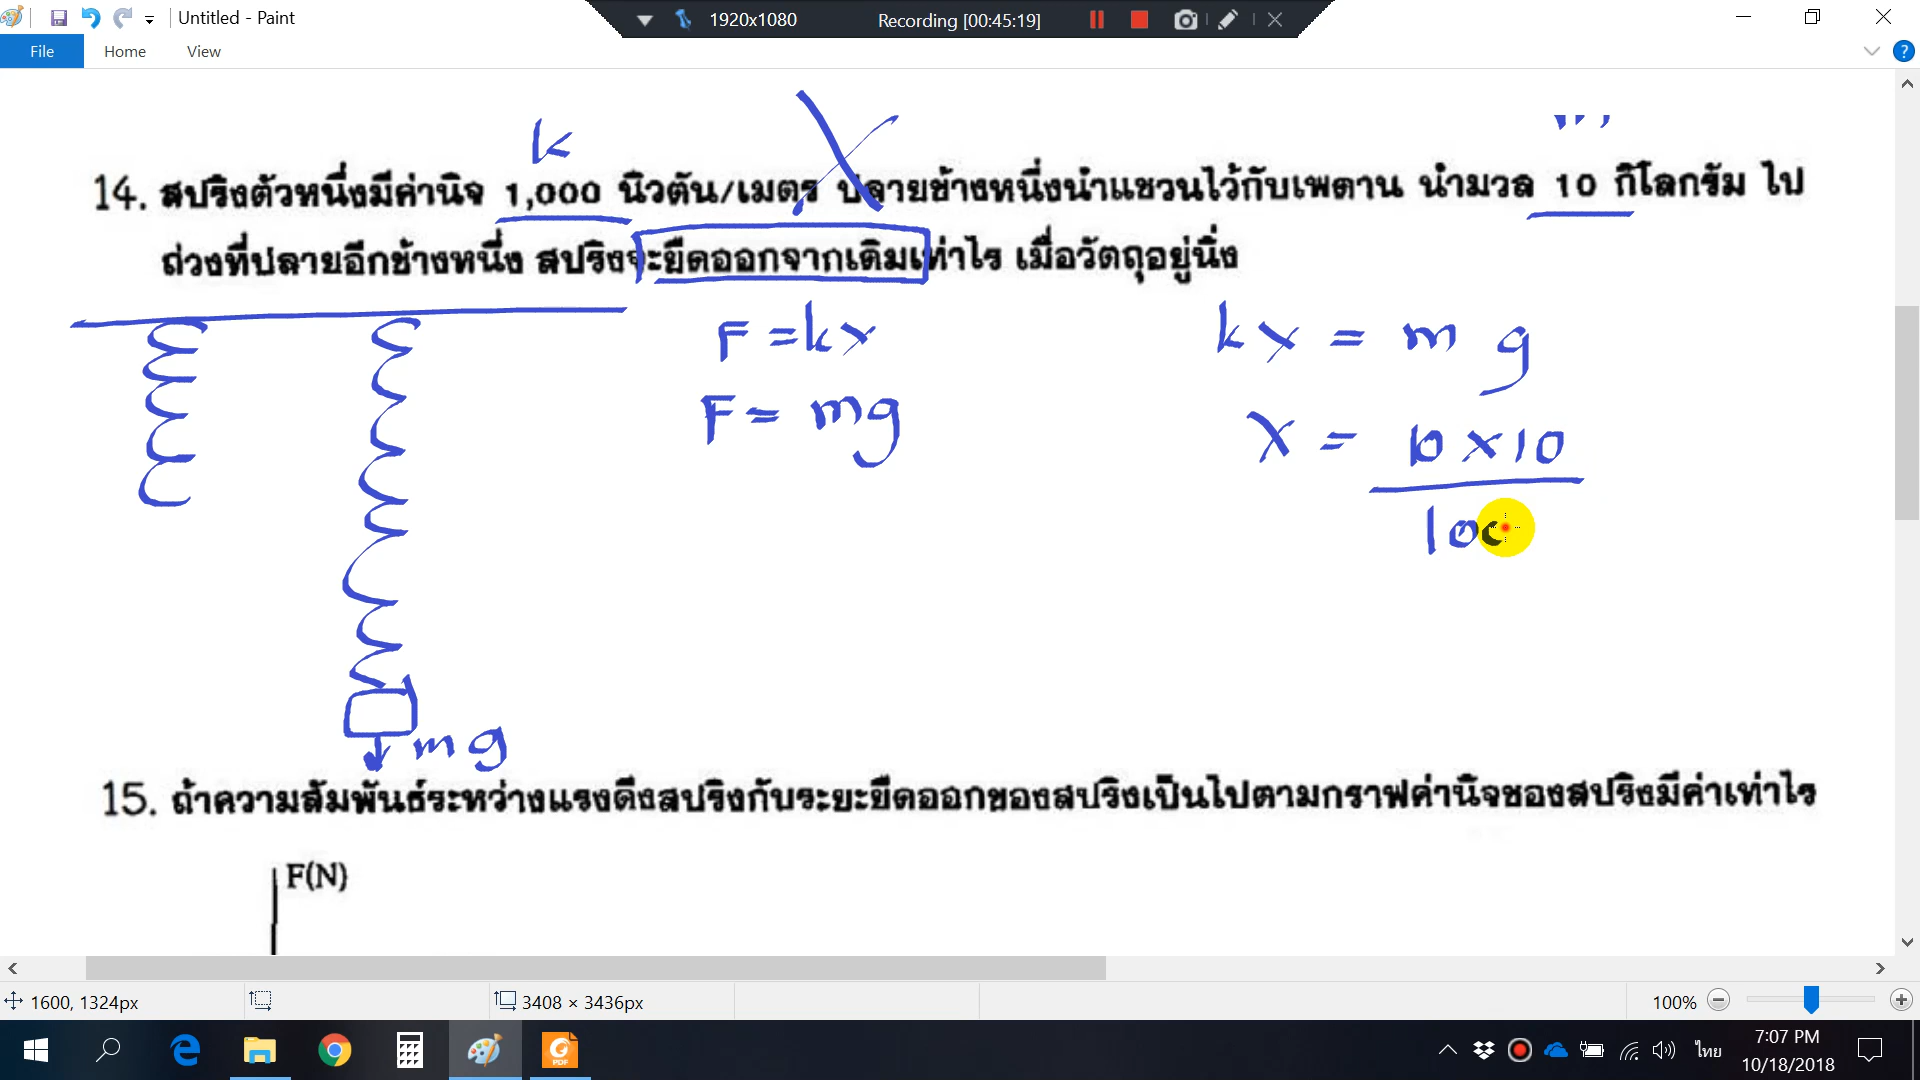 Untitled - Paint
1920x1080
Recording [00:45:19]
File
Home
View
k
X
14. สปริงตัวหนึ่งมีค่านิจ 1,000 นิวตัน/เมตร ปลายข้างหนึ่งนำแขวนไว้กับเพดาน นำมวล 10 กิโลกรัม ไป
ถ่วงที่ปลายอีกข้างหนึ่ง สปริงจะยืดออกจากเดิมเท่าไร เมื่อวัตถุอยู่นิ่ง
F = kx
kx = mg
F = mg
X = 10 x 10
100
mg
15. ถ้าความสัมพันธ์ระหว่างแรงดึงสปริงกับระยะยืดออกของสปริงเป็นไปตามกราฟค่านิจของสปริงมีค่าเท่าไร
F(N)
1600, 1324px
3408 × 3436px
100%
PDF
ไทย
7:07 PM
10/18/2018